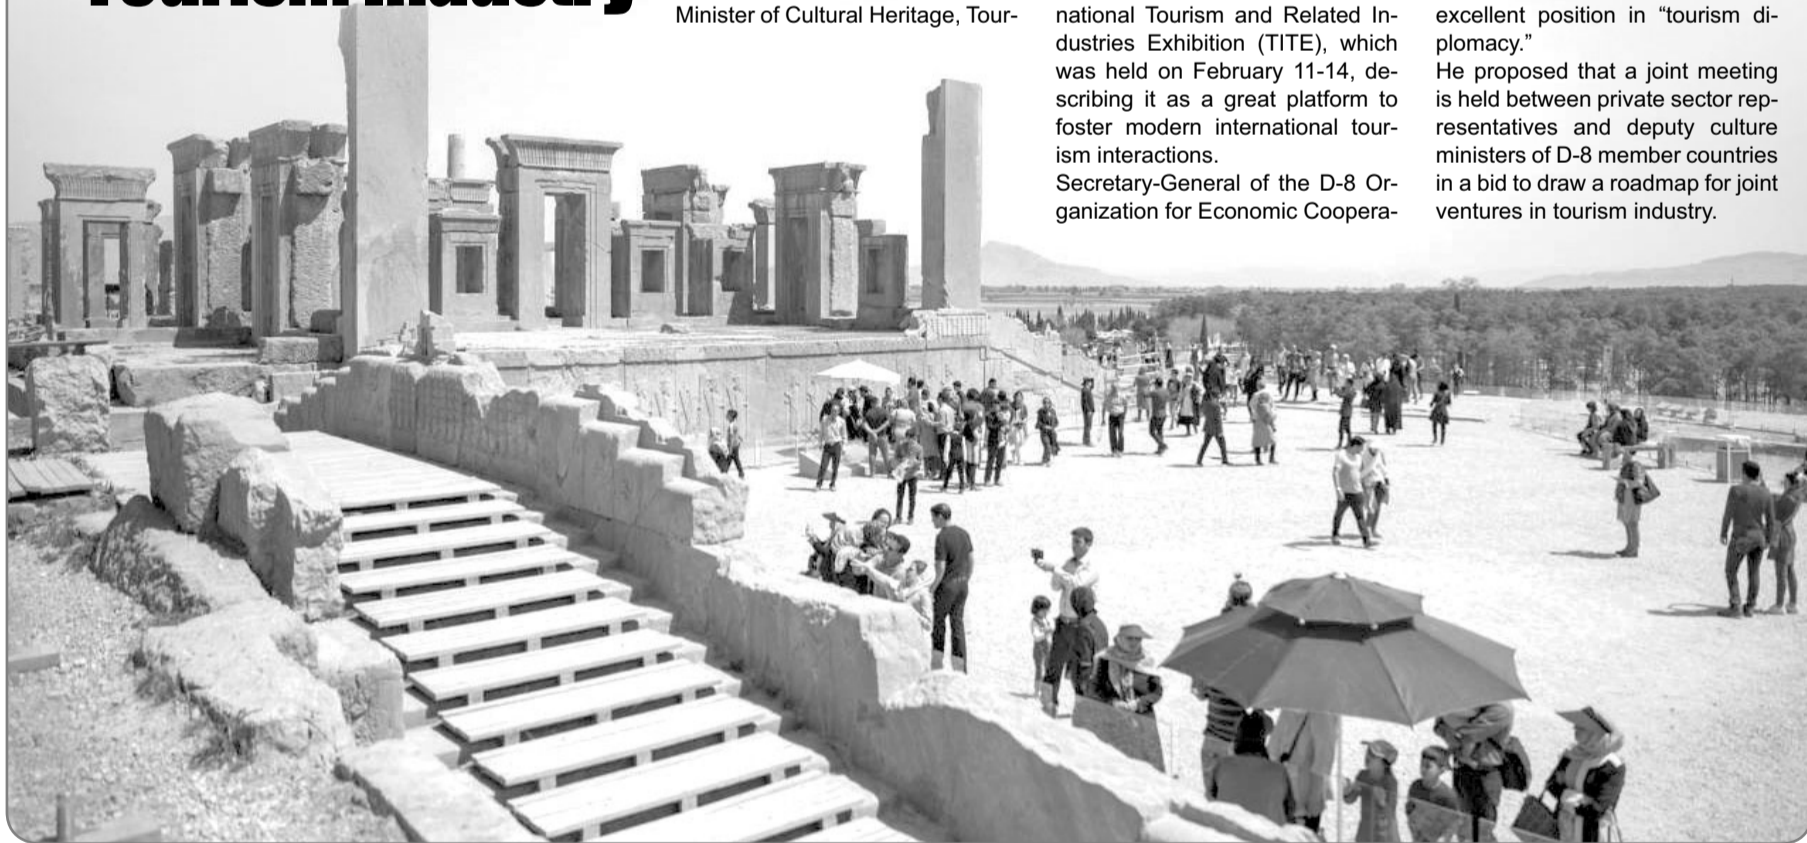 Tourism Industry
Minister of Cultural Heritage, Tour-
national Tourism and Related In-
dustries Exhibition (TITE), which
was held on February 11-14, de-
scribing it as a great platform to
foster modern international tour-
ism interactions.
Secretary-General of the D-8 Or-
ganization for Economic Coopera-
excellent position in “tourism di-
plomacy.”
He proposed that a joint meeting
is held between private sector rep-
resentatives and deputy culture
ministers of D-8 member countries
in a bid to draw a roadmap for joint
ventures in tourism industry.